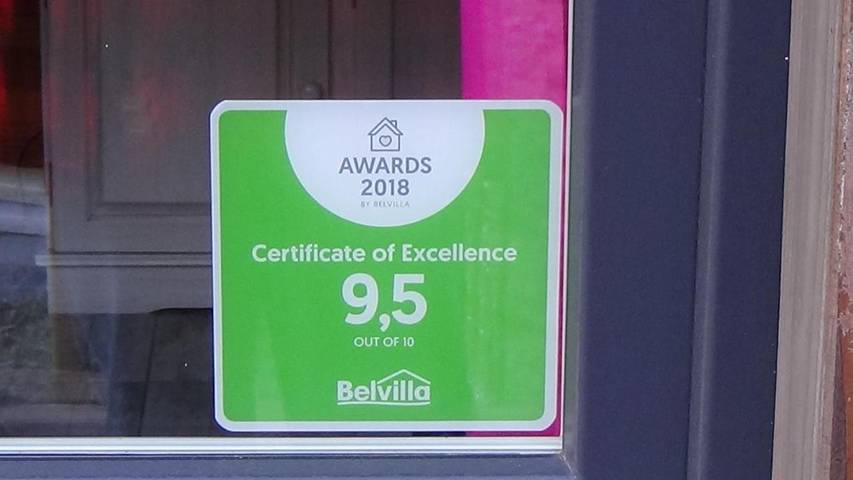 AWARDS
2018
BY BELVILLA
Certificate of Excellence
9,5
OUT OF 10
Belvilla